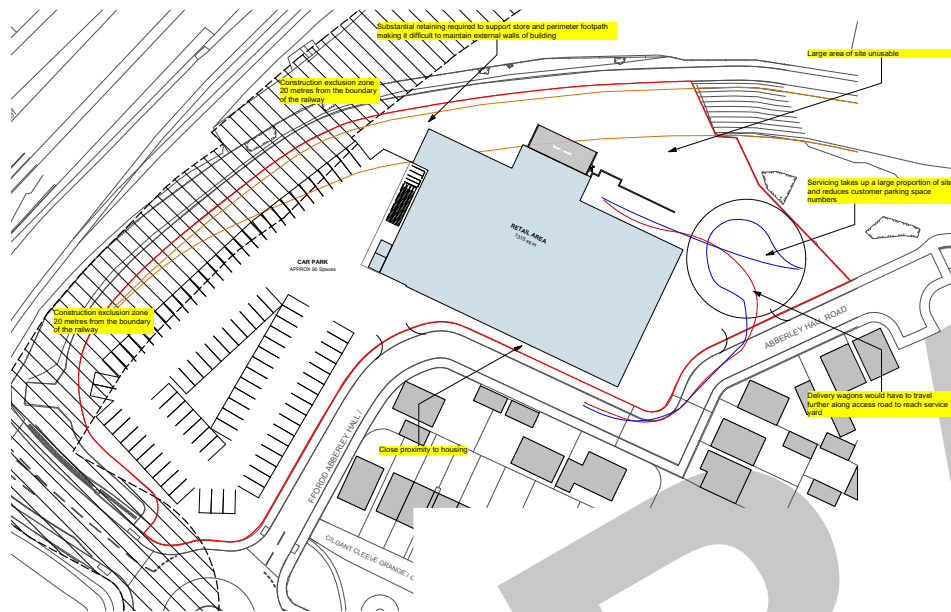 Substantial retaining required to support store and perimeter footpath
making it difficult to maintain external walls of building
Large area of site unusable
Construction exclusion zone
20 metres from the boundary
of the railway
Servicing takes up a large proportion of site
and reduces customer parking space
numbers
RETAIL AREA
1315 sq m
CAR PARK
APPROX 90 Spaces
Construction exclusion zone
20 metres from the boundary
of the railway
ABBERLEY HALL ROAD
Delivery wagons would have to travel
further along access road to reach service
yard
Close proximity to housing
FFORDD ABBERLEY HALL /
CILGANT CLEEVE GRANGE /